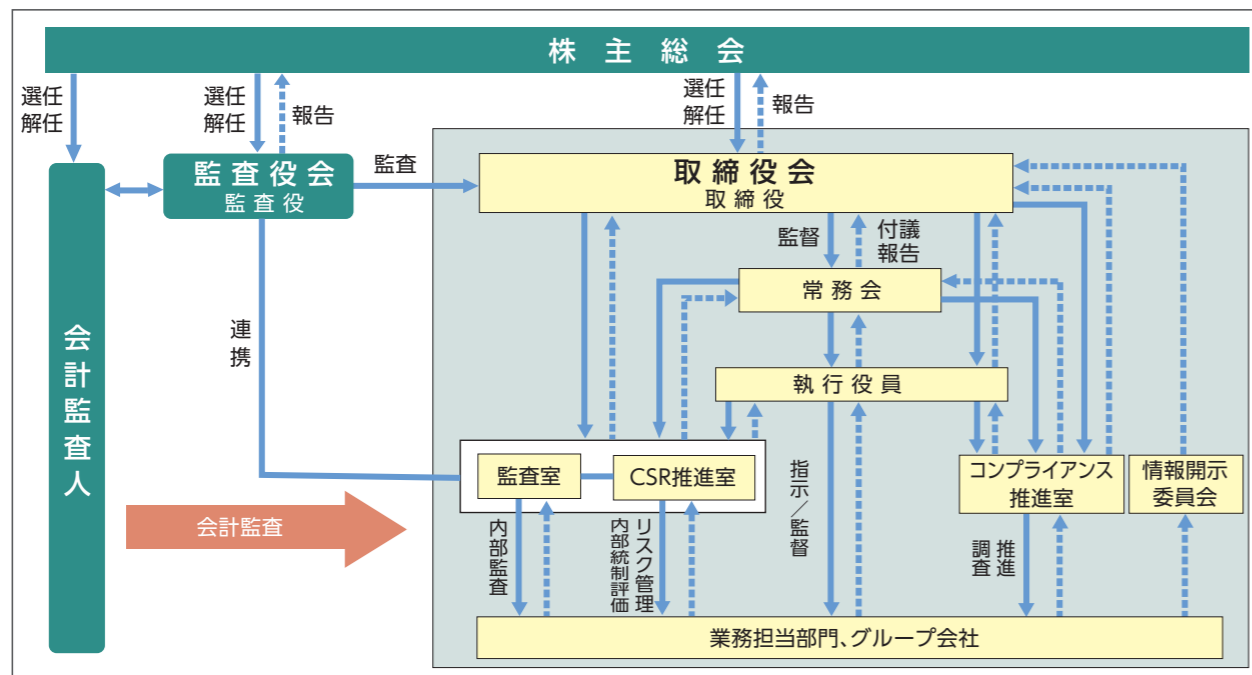 株主総会
選任
解任
選任
解任
報告
選任
解任
報告
監査役会
監査役
監査
取締役会
取締役
監督
付議
報告
常務会
連携
執行役員
会計監査人
監査室
CSR推進室
コンプライアンス
推進室
情報開示
委員会
指示／監督
会計監査
内部監査
リスク管理
内部統制評価
推進
調査
業務担当部門、グループ会社